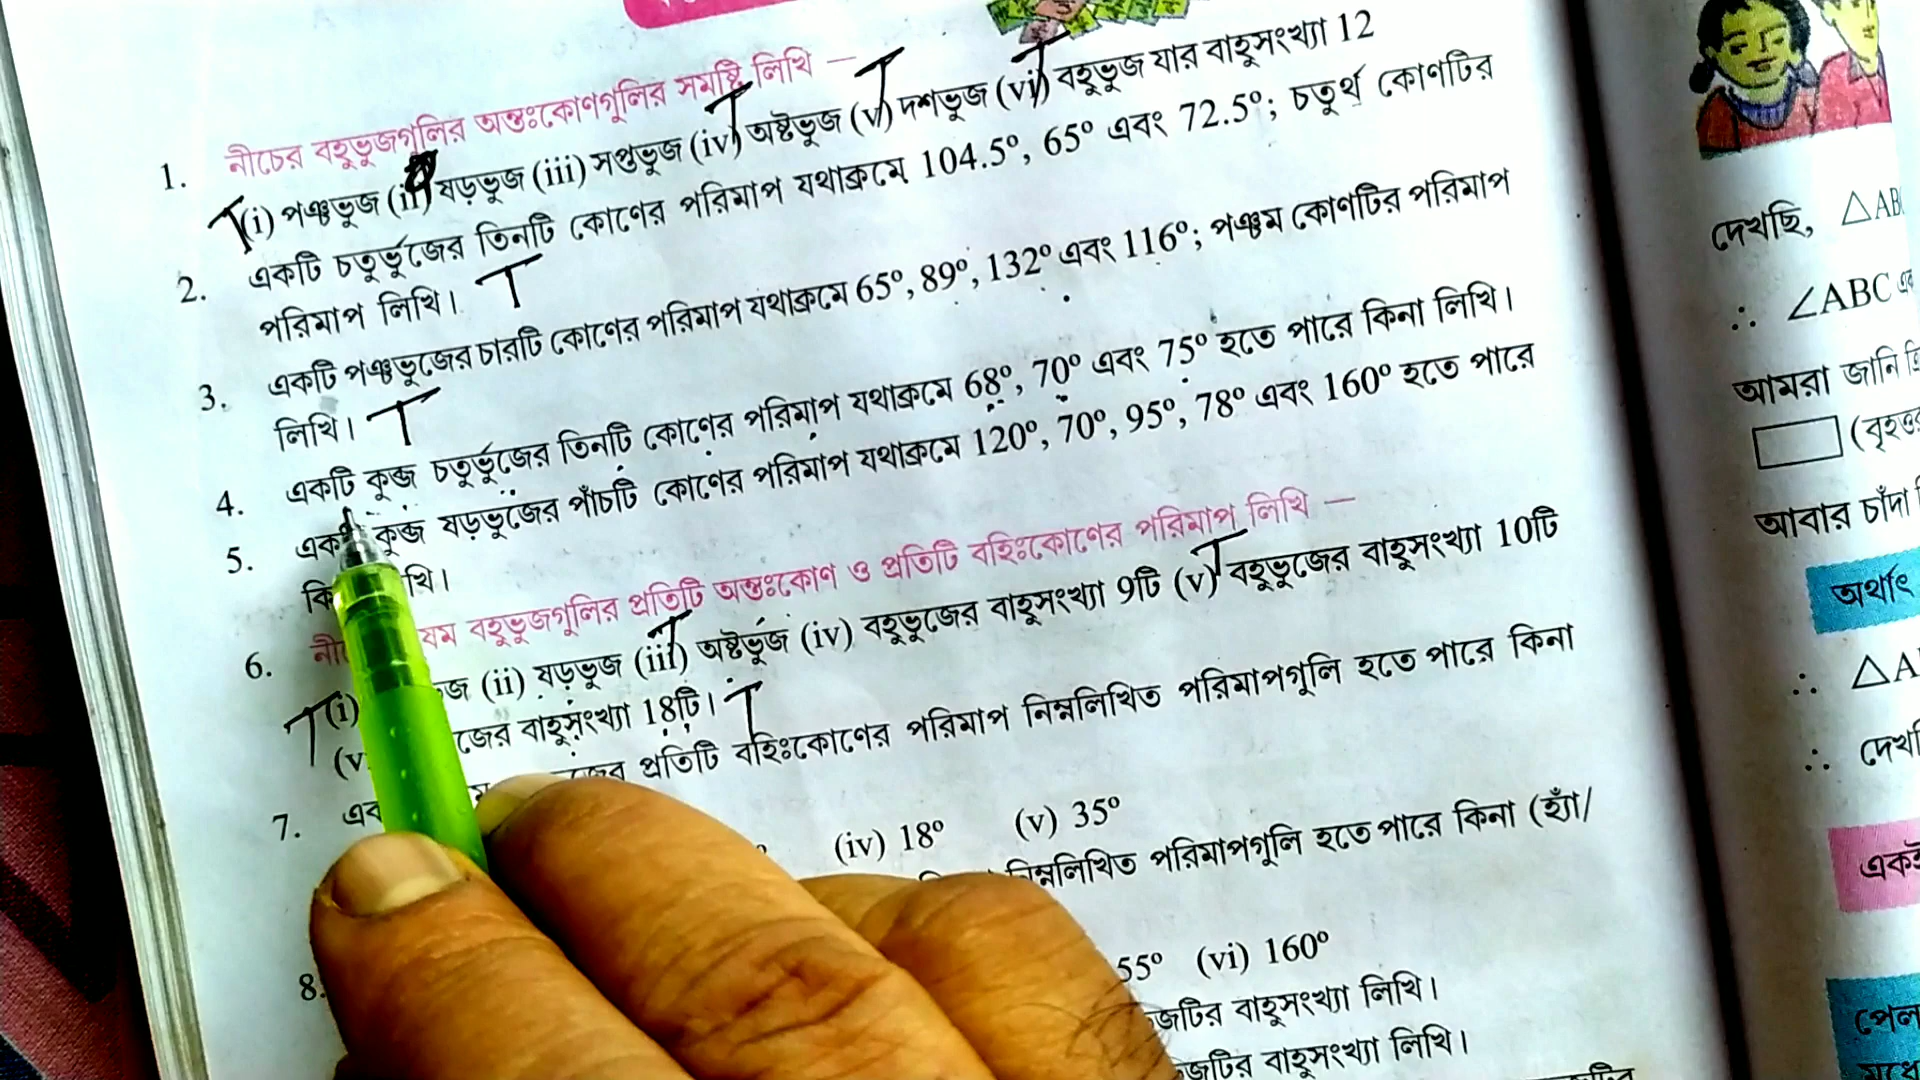 1. নীচের বহুভুজগুলির অন্তঃকোণগুলির সমষ্টি লিখি —
(i) পঞ্চভুজ (ii) ষড়ভুজ (iii) সপ্তভুজ (iv) অষ্টভুজ (v) দশভুজ (vi) বহুভুজ যার বাহুসংখ্যা 12
2. একটি চতুর্ভুজের তিনটি কোণের পরিমাপ যথাক্রমে 104.5°, 65° এবং 72.5°; চতুর্থ কোণটির
পরিমাপ লিখি।
3. একটি পঞ্চভুজের চারটি কোণের পরিমাপ যথাক্রমে 65°, 89°, 132° এবং 116°; পঞ্চম কোণটির পরিমাপ
লিখি।
4. একটি কুব্জ চতুর্ভুজের তিনটি কোণের পরিমাপ যথাক্রমে 68°, 70° এবং 75° হতে পারে কিনা লিখি।
5. কুব্জ ষড়ভুজের পাঁচটি কোণের পরিমাপ যথাক্রমে 120°, 70°, 95°, 78° এবং 160° হতে পারে
6. বহুভুজগুলির প্রতিটি অন্তঃকোণ ও প্রতিটি বহিঃকোণের পরিমাপ লিখি —
(i) (ii) ষড়ভুজ (iii) অষ্টভুজ (iv) বহুভুজের বাহুসংখ্যা 9টি (v) বহুভুজের বাহুসংখ্যা 10টি
বাহুসংখ্যা 18টি।
7. প্রতিটি বহিঃকোণের পরিমাপ নিম্নলিখিত পরিমাপগুলি হতে পারে কিনা
(iv) 18° (v) 35°
8. নিম্নলিখিত পরিমাপগুলি হতে পারে কিনা (হ্যাঁ/
55° (vi) 160°
বাহুসংখ্যা লিখি।
বাহুসংখ্যা লিখি।
দেখছি, △AB
∴ ∠ABC
আমরা জানি
আবার চাঁদা
অর্থাৎ
∴ △A
∴